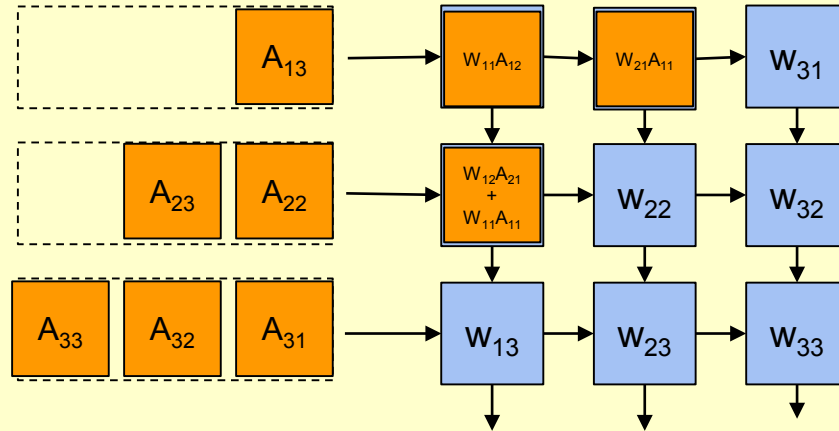 A₁₃ W₁₁A₁₂ W₂₁A₁₁ W₃₁
A₂₃ A₂₂ W₁₂A₂₁
+
W₁₁A₁₁ W₂₂ W₃₂
A₃₃ A₃₂ A₃₁ W₁₃ W₂₃ W₃₃